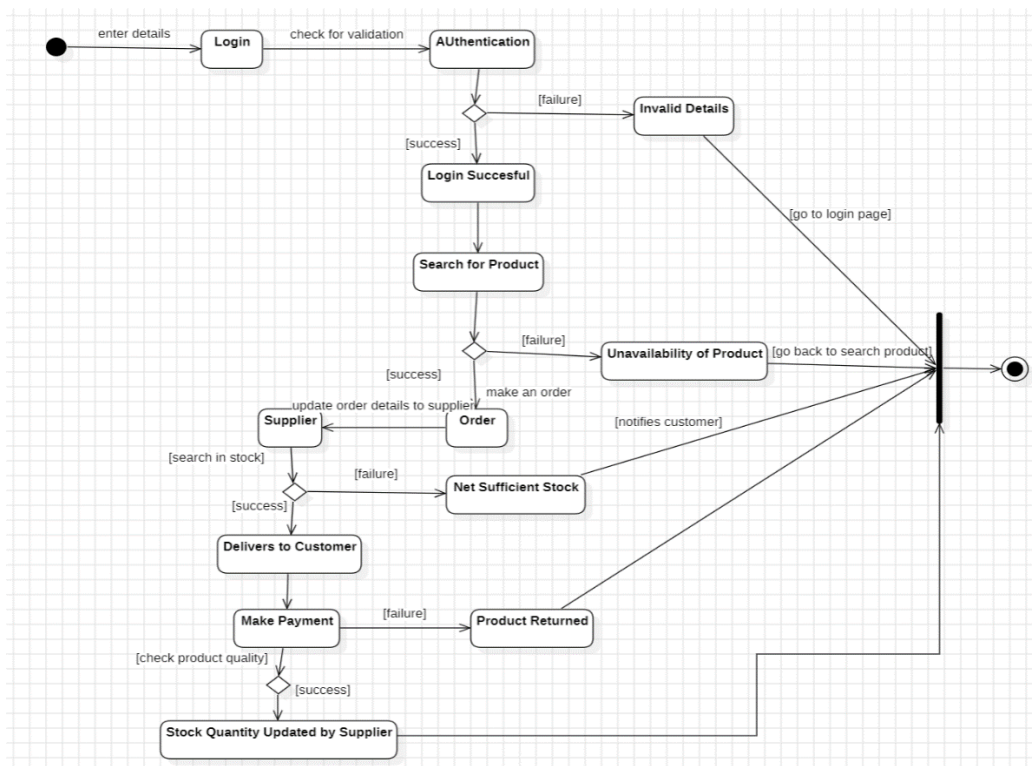 enter details
Login
check for validation
AUthentication
[failure]
Invalid Details
[success]
Login Succesful
[go to login page]
Search for Product
[failure]
Unavailability of Product
[go back to search product]
[success]
make an order
update order details to supplier
Supplier
Order
[notifies customer]
[search in stock]
[failure]
Net Sufficient Stock
[success]
Delivers to Customer
Make Payment
[failure]
Product Returned
[check product quality]
[success]
Stock Quantity Updated by Supplier